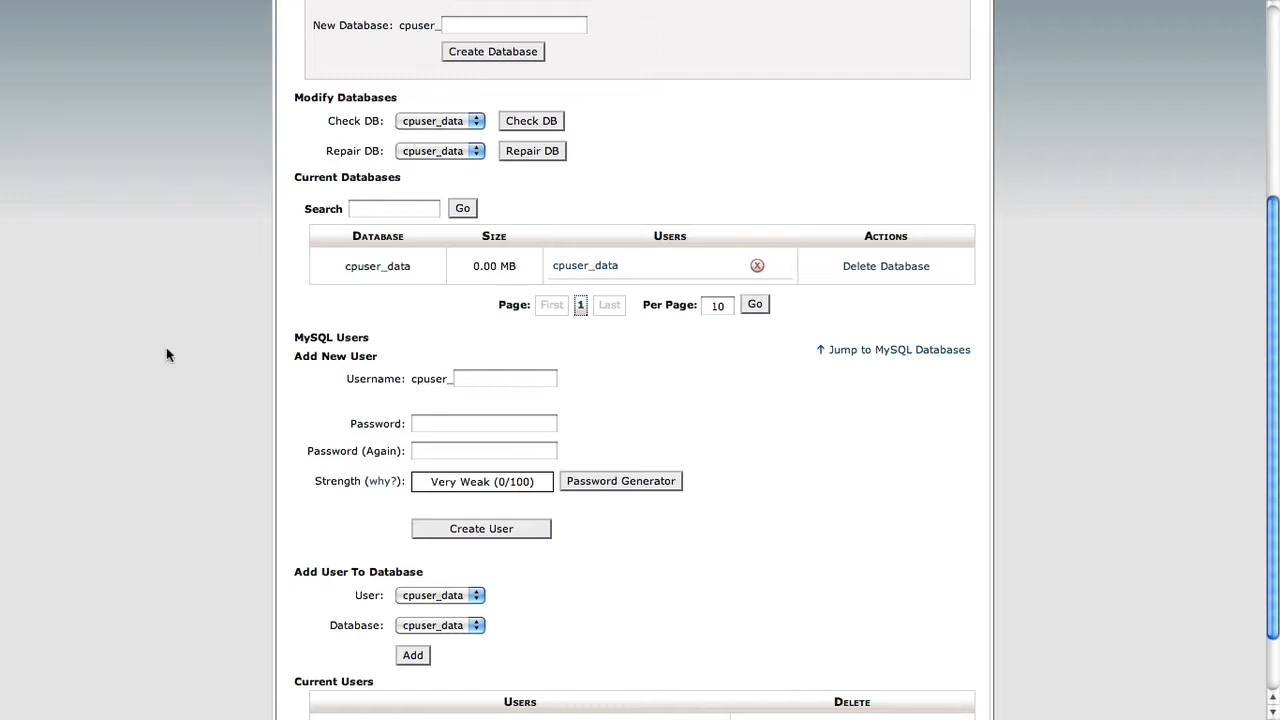 New Database: cpuser_
Create Database
Modify Databases
Check DB: cpuser_data Check DB
Repair DB: cpuser_data Repair DB
Current Databases
Search Go
Database Size Users Actions
cpuser_data 0.00 MB cpuser_data Delete Database
Page: First 1 Last Per Page: 10 Go
MySQL Users
↑ Jump to MySQL Databases
Add New User
Username: cpuser_
Password:
Password (Again):
Strength (why?): Very Weak (0/100) Password Generator
Create User
Add User To Database
User: cpuser_data
Database: cpuser_data
Add
Current Users
Users Delete